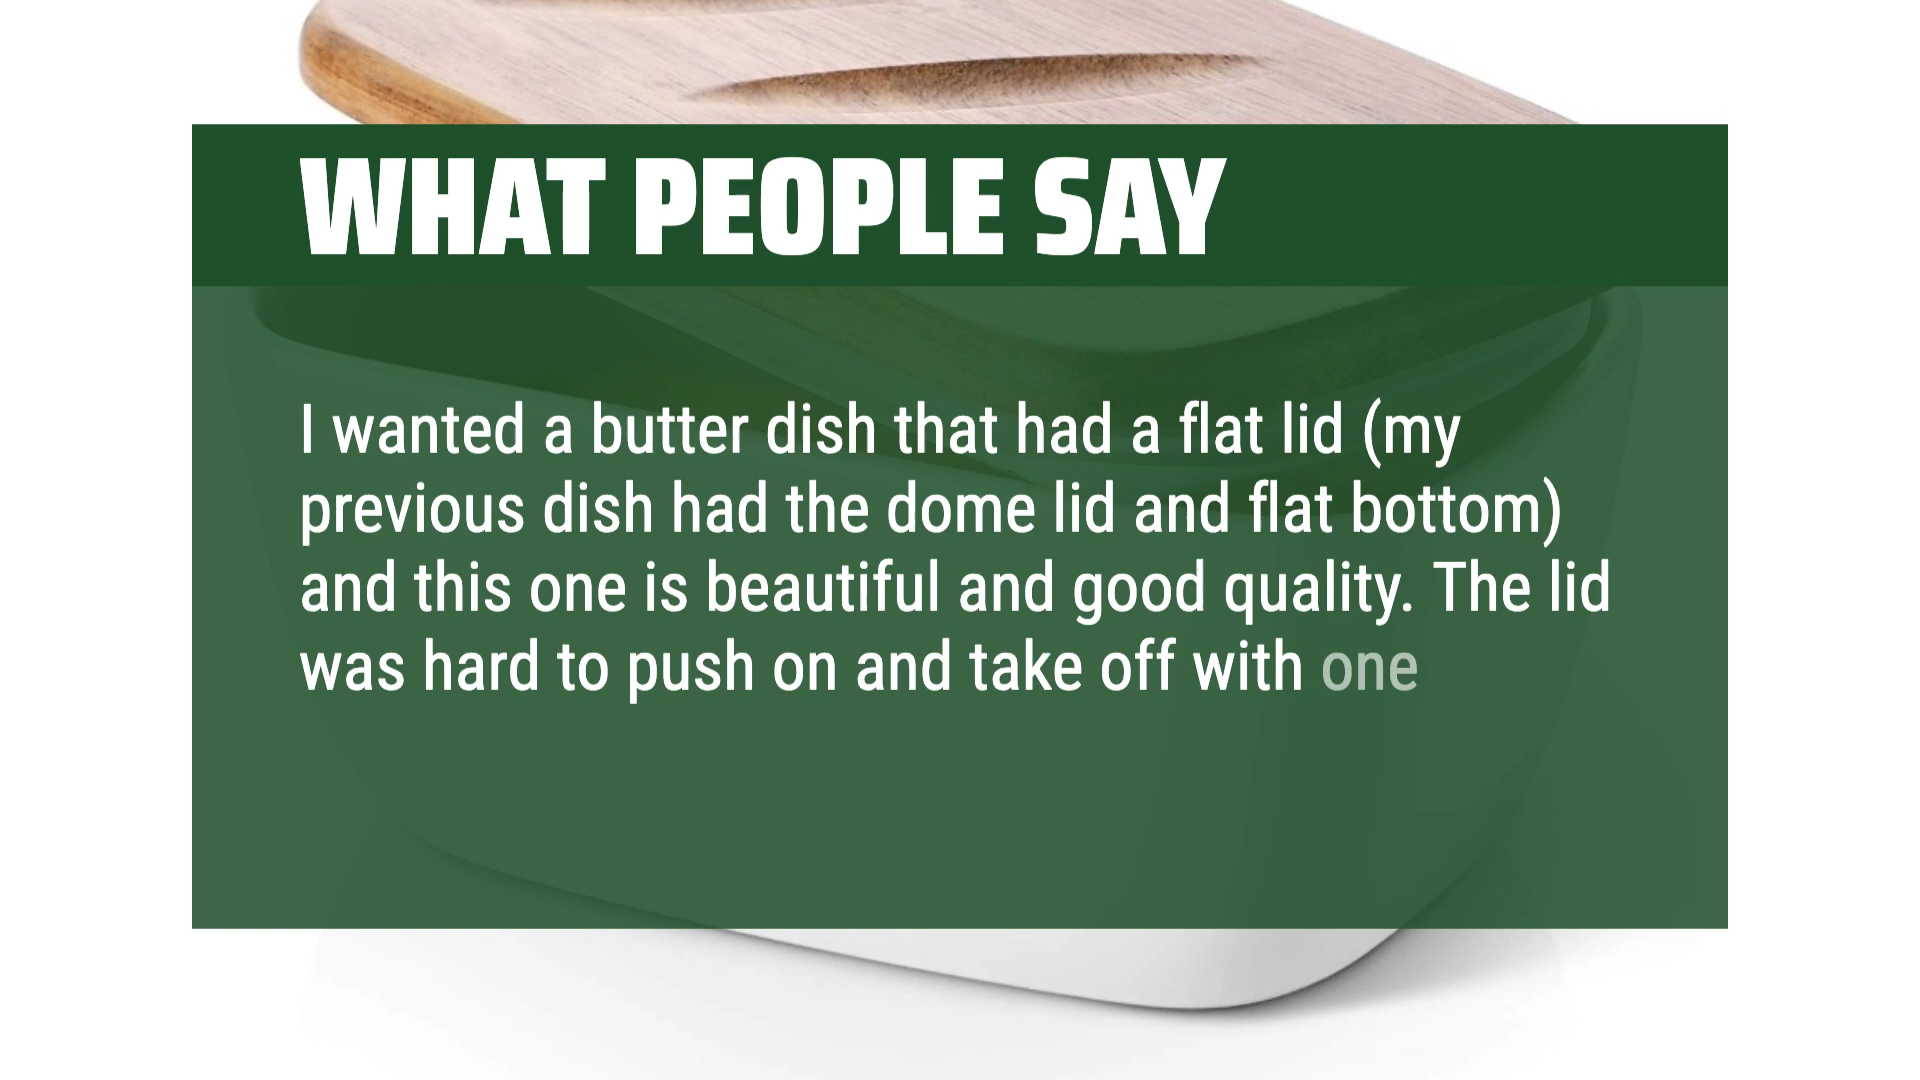 WHAT PEOPLE SAY
I wanted a butter dish that had a flat lid (my
previous dish had the dome lid and flat bottom)
and this one is beautiful and good quality. The lid
was hard to push on and take off with one